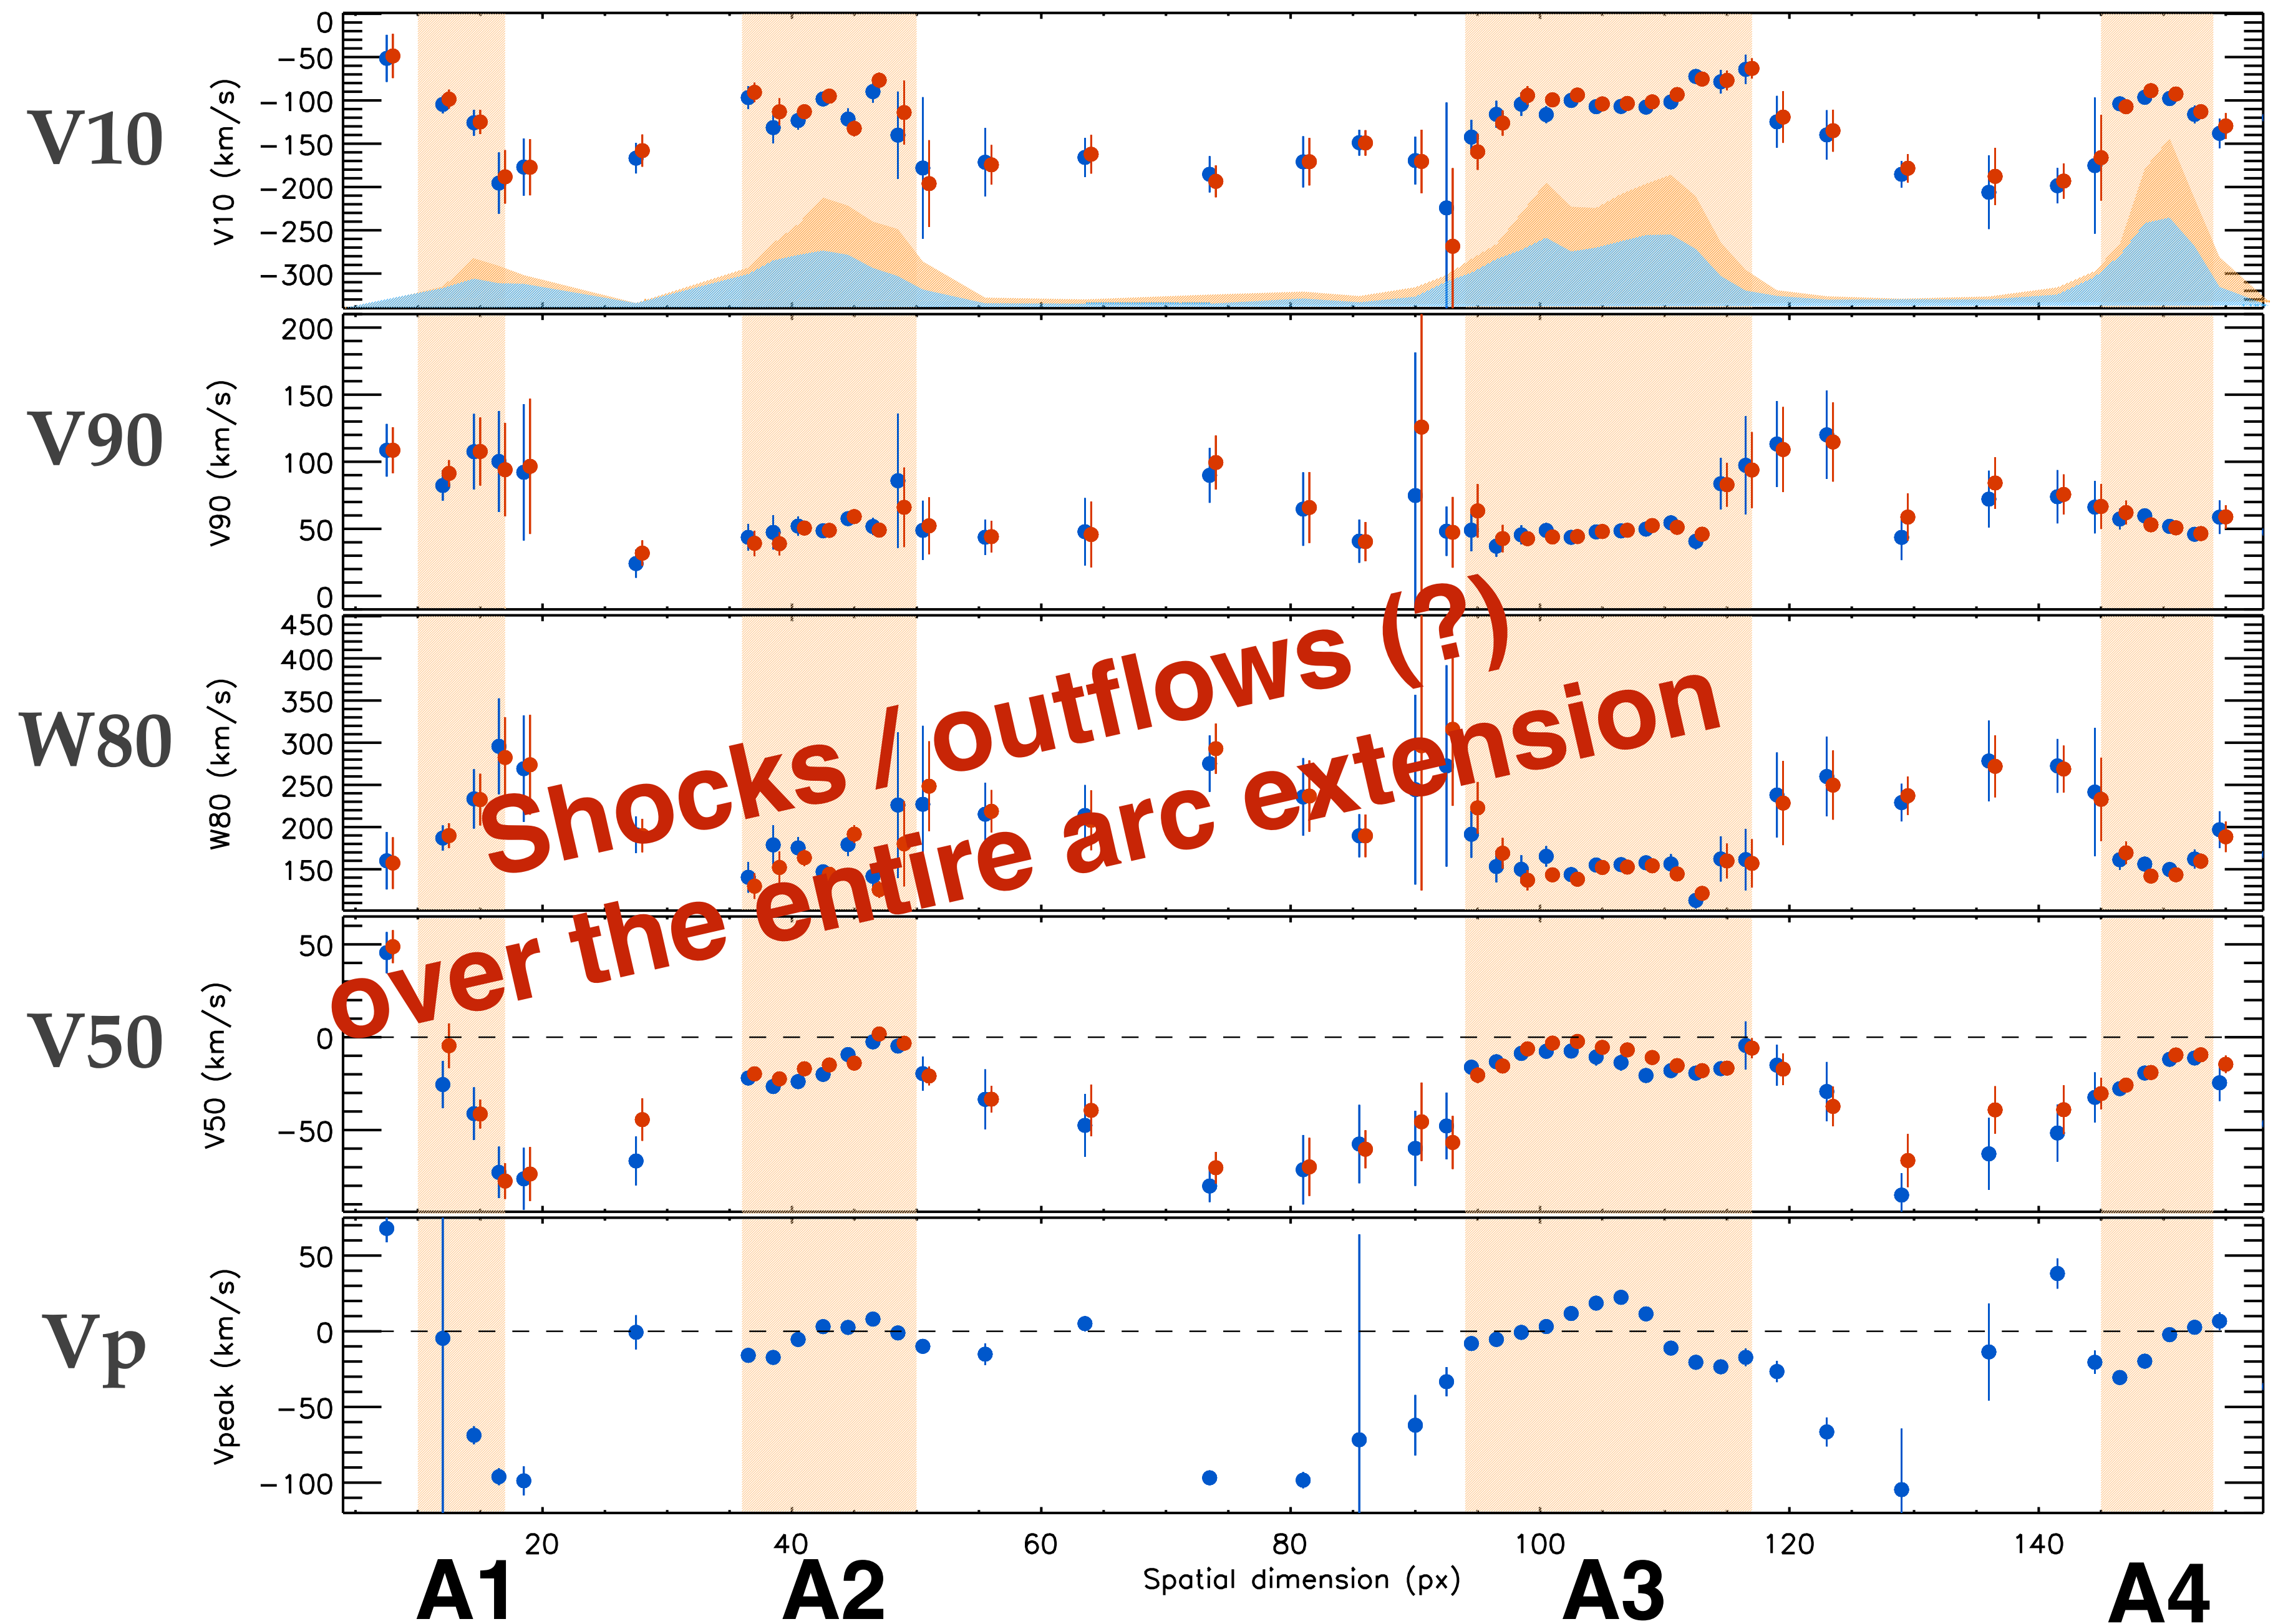 V10
V10 (km/s)
0
−50
−100
−150
−200
−250
−300
V90
V90 (km/s)
200
150
100
50
0
W80
W80 (km/s)
450
400
350
300
250
200
150
Shocks / outflows (?)
over the entire arc extension
V50
V50 (km/s)
50
0
−50
Vp
Vpeak (km/s)
50
0
−50
−100
20 40 60 80 100 120 140
Spatial dimension (px)
A1 A2 A3 A4